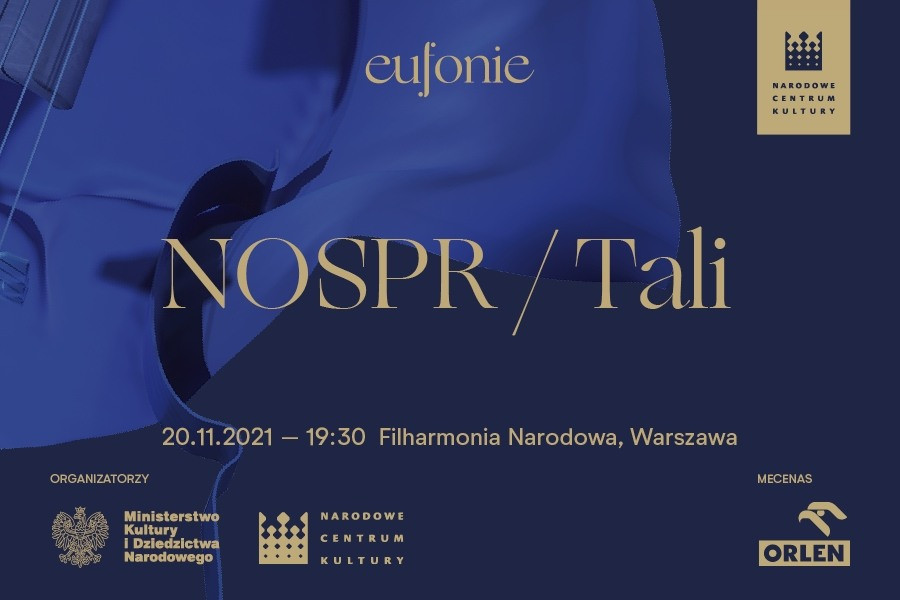 eufonie
NARODOWE
CENTRUM
KULTURY
NOSPR / Tali
20.11.2021 — 19:30 Filharmonia Narodowa, Warszawa
ORGANIZATORZY
MECENAS
Ministerstwo
Kultury
i Dziedzictwa
Narodowego
NARODOWE
CENTRUM
KULTURY
ORLEN